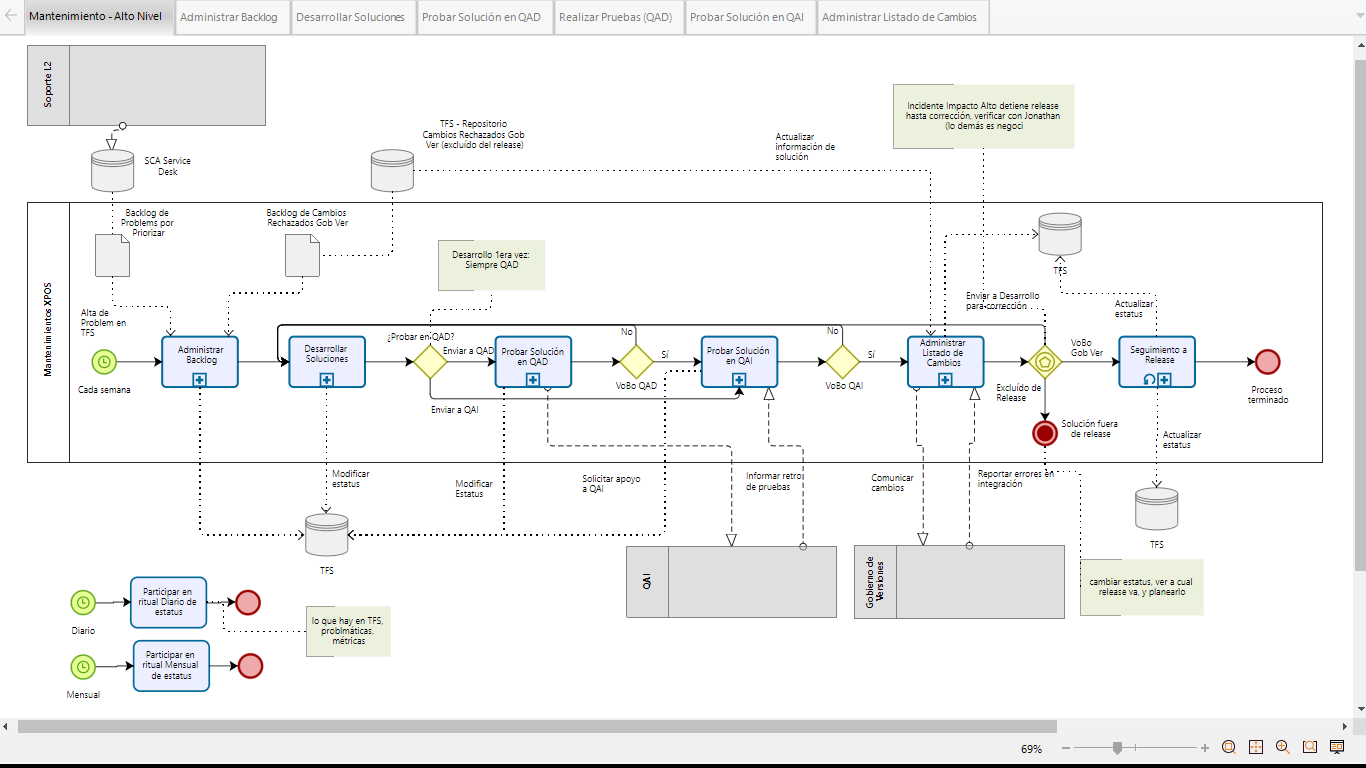 Mantenimiento - Alto Nivel
Administrar Backlog
Desarrollar Soluciones
Probar Solución en QAD
Realizar Pruebas (QAD)
Probar Solución en QAI
Administrar Listado de Cambios
Soporte L2
SCA Service
Desk
TFS - Repositorio
Cambios Rechazados Gob
Ver (excluído del release)
Actualizar
información de
solución
Incidente Impacto Alto detiene release
hasta corrección, verificar con Jonathan
(lo demás es negoci
Mantenimientos XPOS
Backlog de
Problems por
Priorizar
Backlog de Cambios
Rechazados Gob Ver
Desarrollo 1era vez:
Siempre QAD
TFS
Enviar a Desarrollo
para corrección
Actualizar
estatus
Alta de
Problem en
TFS
Cada semana
Administrar
Backlog
Desarrollar
Soluciones
¿Probar en QAD?
Enviar a QAD
Enviar a QAI
Probar Solución
en QAD
No
Sí
VoBo QAD
Probar Solución
en QAI
No
Sí
VoBo QAI
Administrar
Listado de
Cambios
VoBo
Gob Ver
Excluído de
Release
Seguimiento a
Release
Proceso
terminado
Solución fuera
de release
Actualizar
estatus
Modificar
estatus
Modificar
Estatus
Solicitar apoyo
a QAI
Informar retro
de pruebas
Comunicar
cambios
Reportar errores en
integración
TFS
TFS
QAI
Gobierno de
Versiones
cambiar estatus, ver a cual
release va, y planearlo
Diario
Participar en
ritual Diario de
estatus
lo que hay en TFS,
problmáticas,
métricas
Mensual
Participar en
ritual Mensual
de estatus
69%